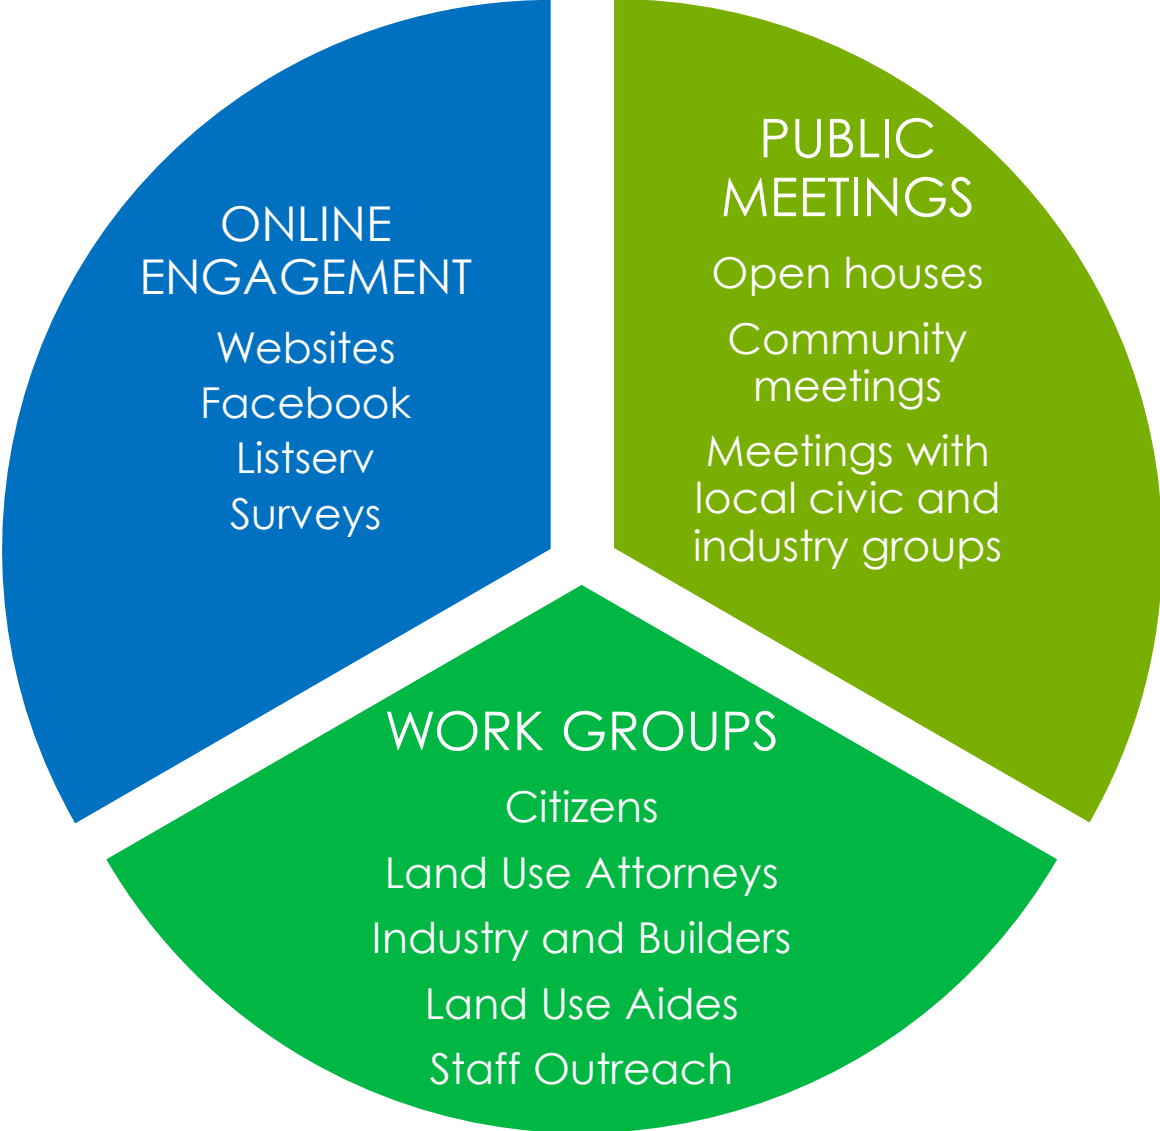 ONLINE
ENGAGEMENT
Websites
Facebook
Listserv
Surveys
PUBLIC
MEETINGS
Open houses
Community
meetings
Meetings with
local civic and
industry groups
WORK GROUPS
Citizens
Land Use Attorneys
Industry and Builders
Land Use Aides
Staff Outreach